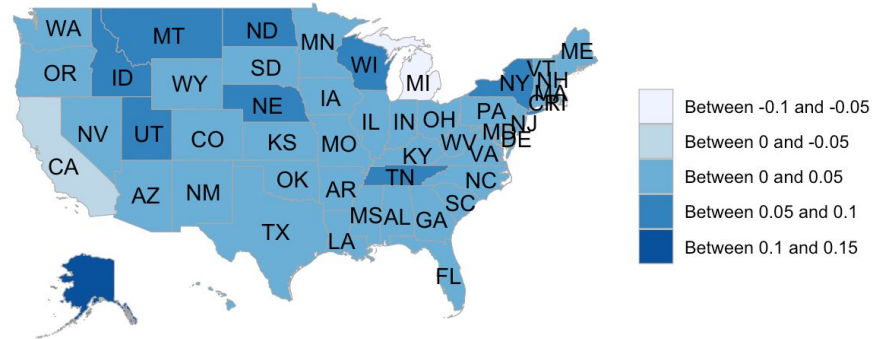 WA
MT
ND
MN
ME
OR
ID
WY
SD
WI
VT
NH
NY
MA
CT
RI
MI
NV
UT
CO
NE
IA
IL
IN
OH
PA
NJ
MD
DE
CA
AZ
NM
KS
MO
KY
WV
VA
OK
AR
TN
NC
TX
LA
MS
AL
GA
SC
FL
Between -0.1 and -0.05
Between 0 and -0.05
Between 0 and 0.05
Between 0.05 and 0.1
Between 0.1 and 0.15